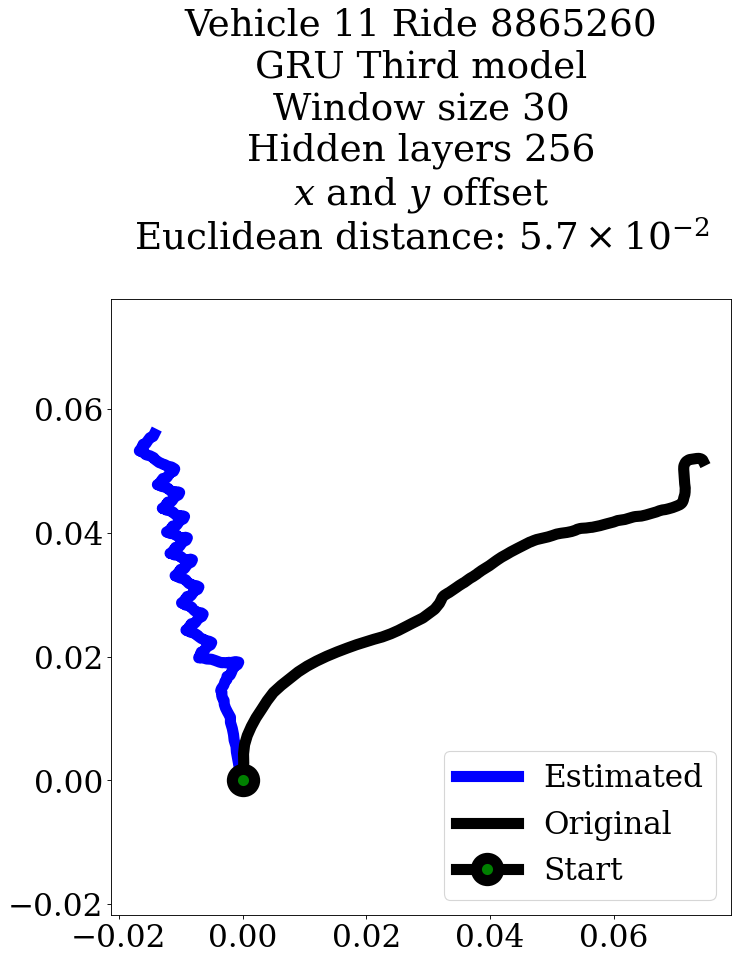 Vehicle 11 Ride 8865260
GRU Third model
Window size 30
Hidden layers 256
x and y offset
Euclidean distance: 5.7 × 10⁻²
0.06
0.04
0.02
0.00
−0.02
−0.02 0.00 0.02 0.04 0.06
Estimated
Original
Start